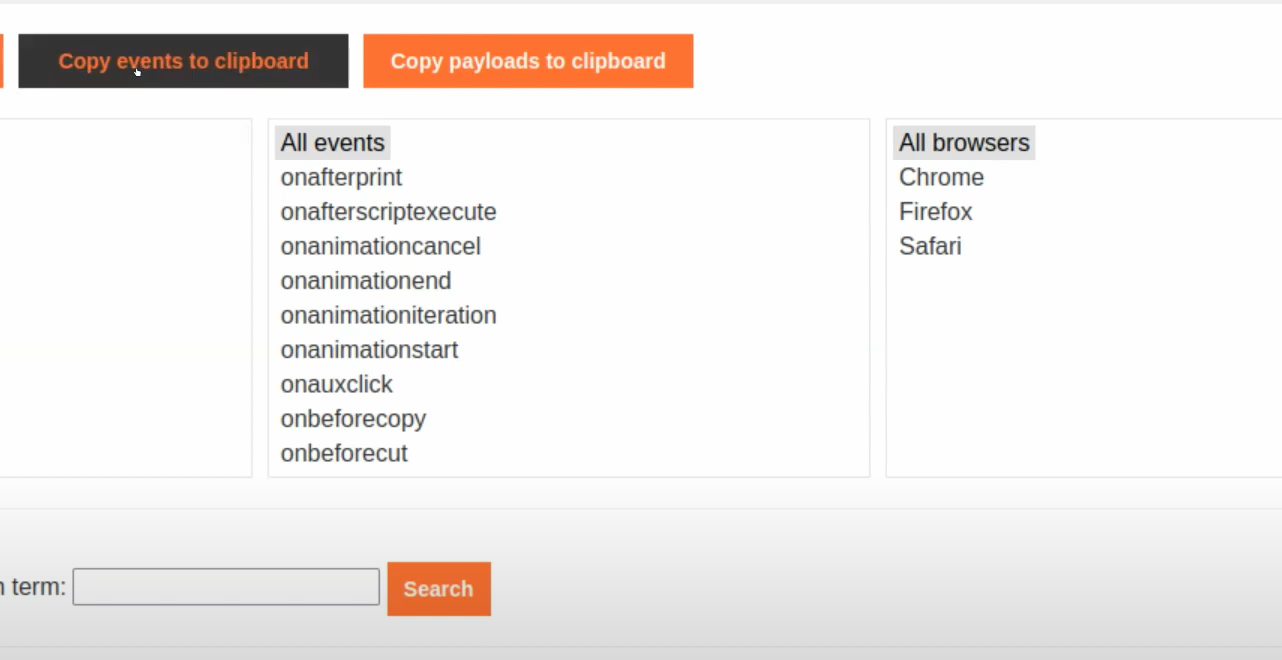 Copy events to clipboard
Copy payloads to clipboard
All events
onafterprint
onafterscriptexecute
onanimationcancel
onanimationend
onanimationiteration
onanimationstart
onauxclick
onbeforecopy
onbeforecut
All browsers
Chrome
Firefox
Safari
term:
Search